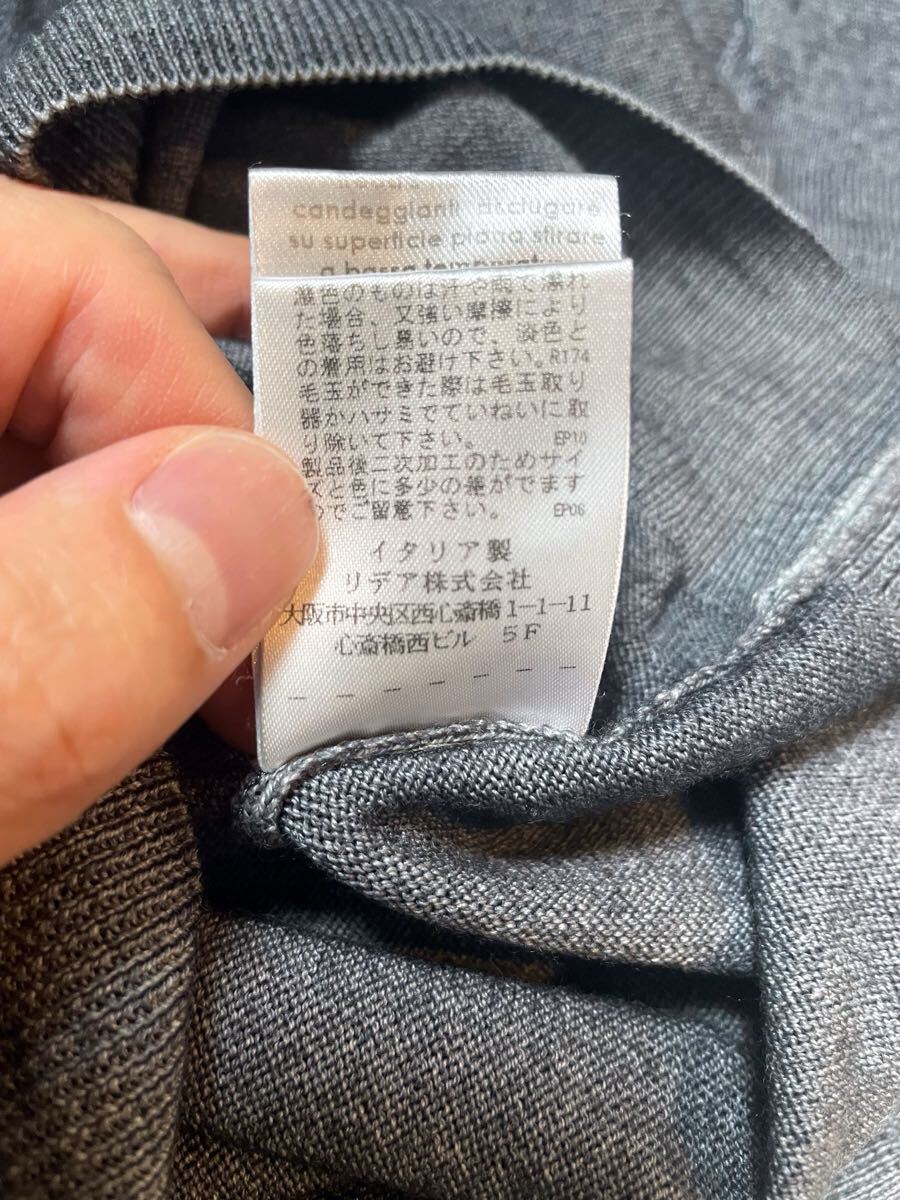 candeggianti asciugare
su superficie piana stirare
a bassa
濃色のものは汗や雨で濡れ
た場合、又強い摩擦により
色落ちし易いので、淡色と
の着用はお避け下さい。R174
毛玉ができた際は毛玉取り
器かハサミでていねいに取
り除いて下さい。 EP10
製品後二次加工のためサイ
ズと色に多少の差がでます
のでご留意下さい。 EP06
イタリア製
リデア株式会社
大阪市中央区西心斎橋1-1-11
心斎橋西ビル 5F